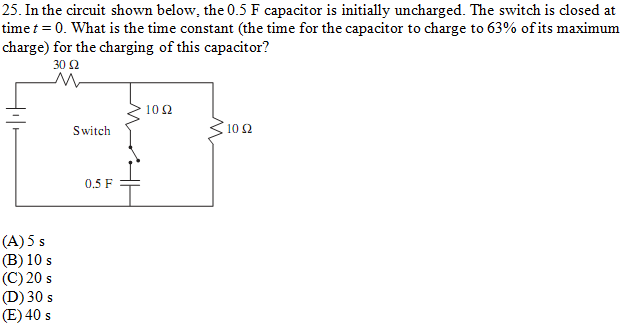 25. In the circuit shown below, the 0.5 F capacitor is initially uncharged. The switch is closed at
time t = 0. What is the time constant (the time for the capacitor to charge to 63% of its maximum
charge) for the charging of this capacitor?
30 Ω
10 Ω
Switch
10 Ω
0.5 F
(A) 5 s
(B) 10 s
(C) 20 s
(D) 30 s
(E) 40 s